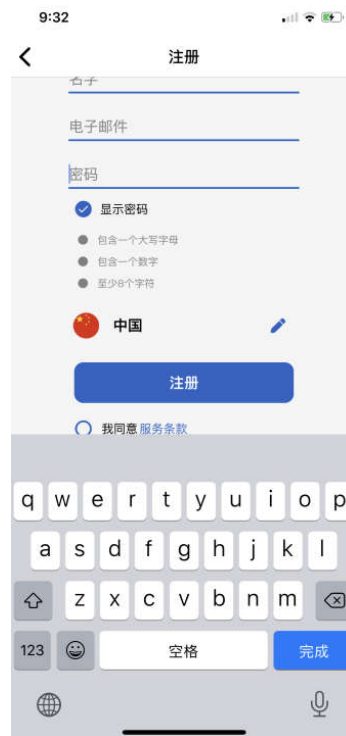 9:32
注册
名字
电子邮件
密码
显示密码
包含一个大写字母
包含一个数字
至少8个字符
中国
注册
我同意 服务条款
q w e r t y u i o p
a s d f g h j k l
z x c v b n m
123 空格 完成